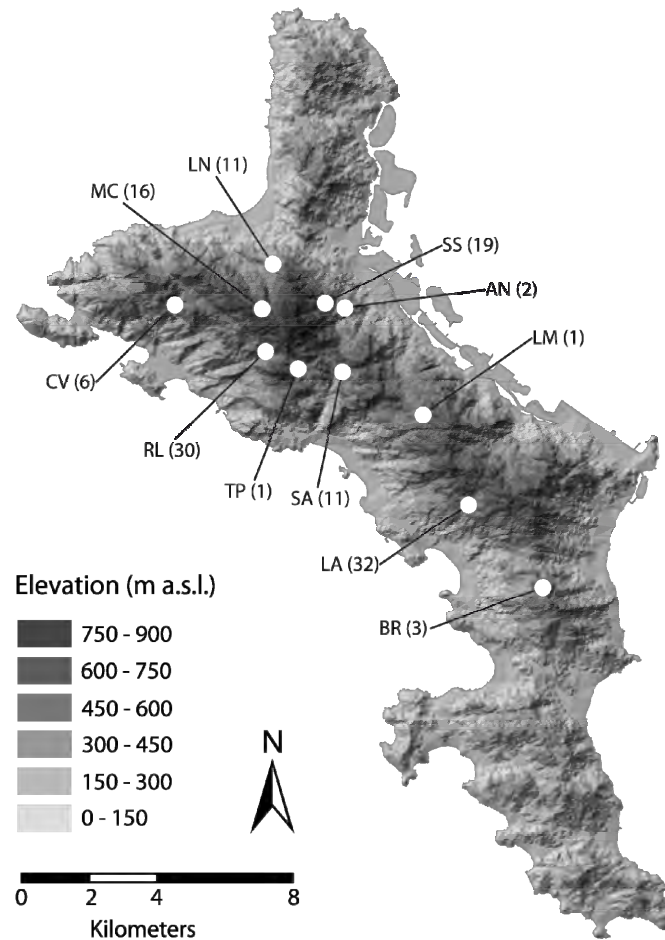 LN (11)
MC (16)
SS (19)
AN (2)
LM (1)
CV (6)
RL (30)
TP (1)
SA (11)
LA (32)
BR (3)
Elevation (m a.s.l.)
750 - 900
600 - 750
450 - 600
300 - 450
150 - 300
0 - 150
N
0 2 4 8
Kilometers